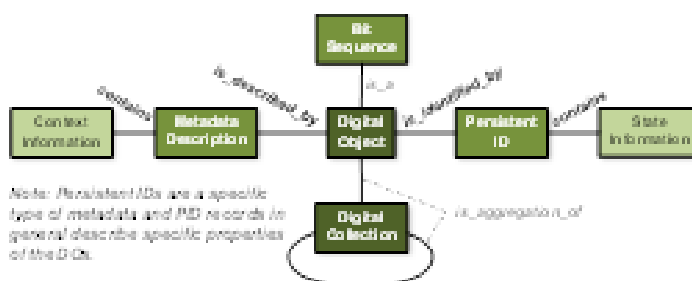 Bit
Sequence
is_described_by
is_a
is_identified_by
contains
contains
Context
Information
Metadata
Description
Digital
Object
Persistent
ID
State
Information
Note: Persistent IDs are a specific
type of metadata and PID records in
general describe specific properties
of the DOs.
Digital
Collection
is_aggregation_of